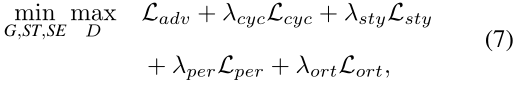 min max ℒ_adv + λ_cyc ℒ_cyc + λ_sty ℒ_sty
G,ST,SE D
(7)
+ λ_per ℒ_per + λ_ort ℒ_ort,